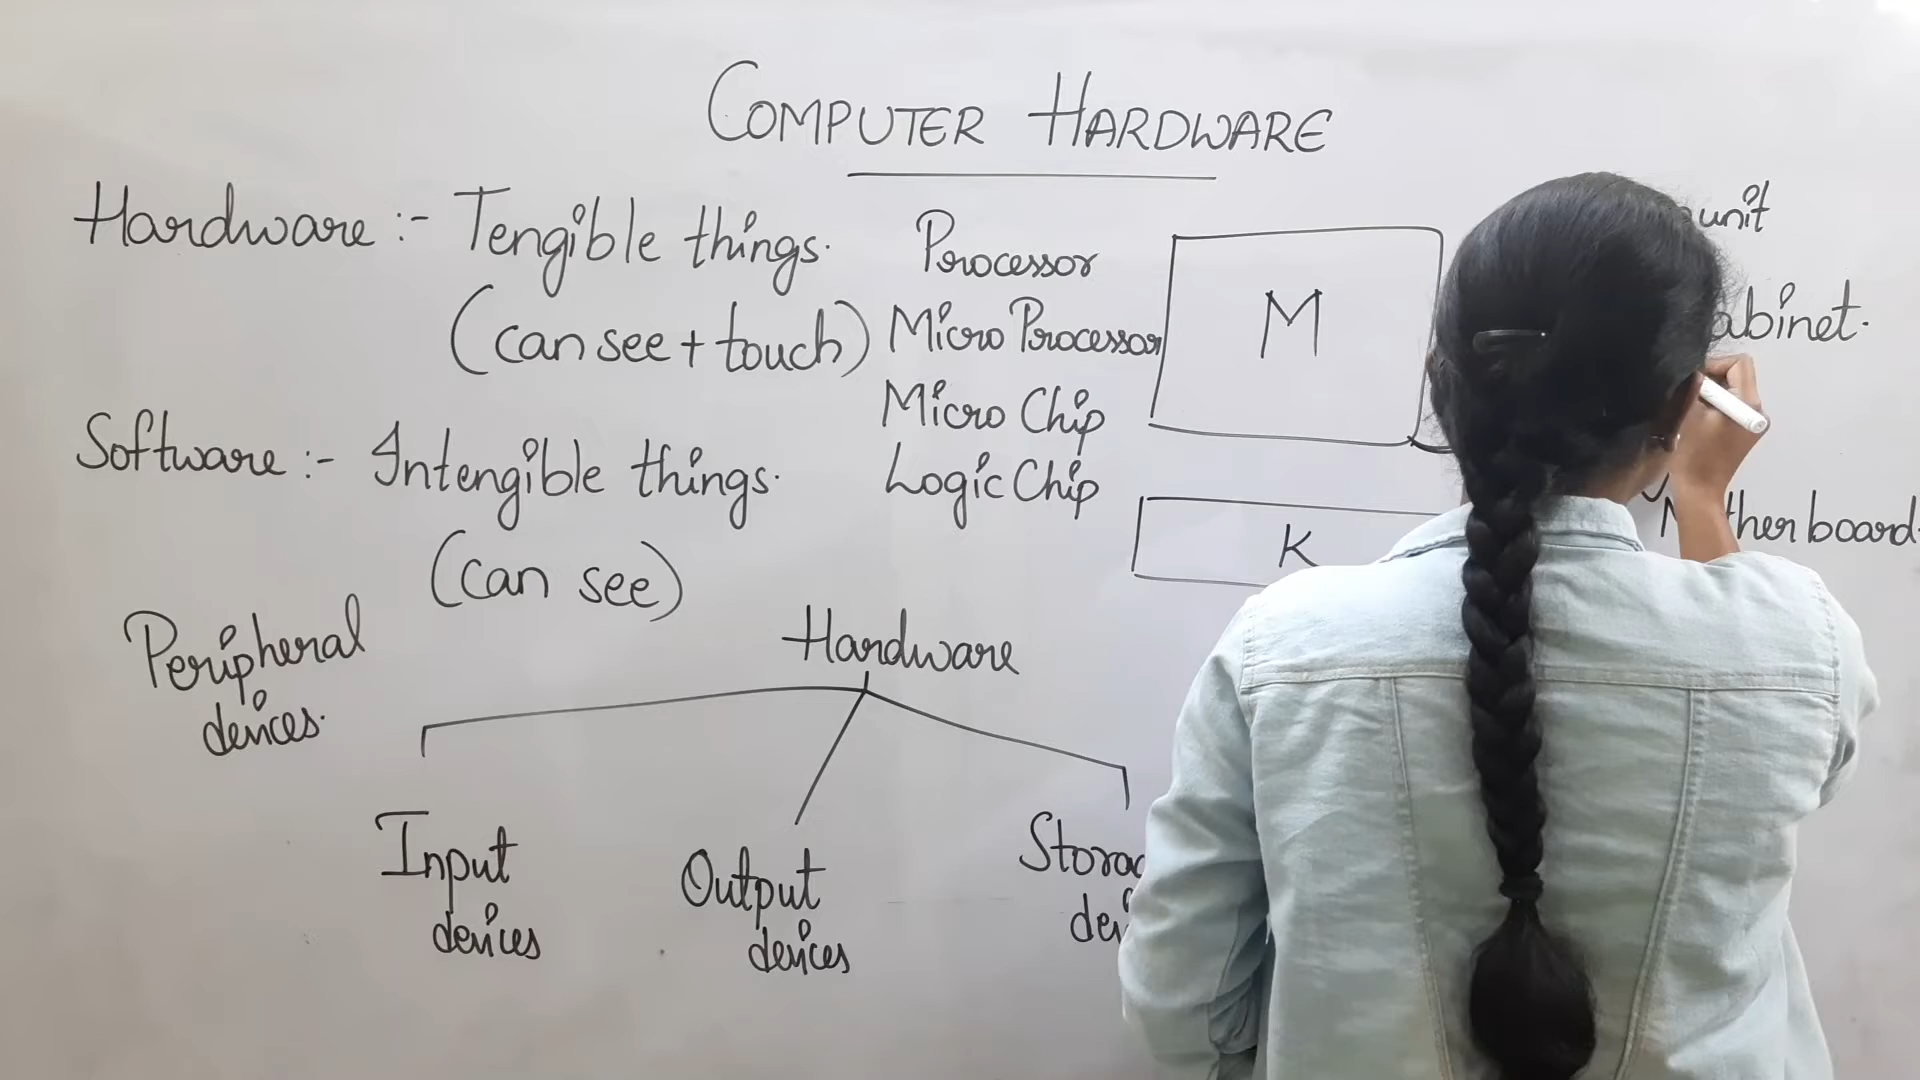 COMPUTER HARDWARE
Hardware :- Tengible things.
(can see + touch)
Software :- Intengible things.
(can see)
Processor
Micro Processor
Micro Chip
Logic Chip
M
K
unit
Peripheral
devices.
Hardware
Input
devices
Output
devices